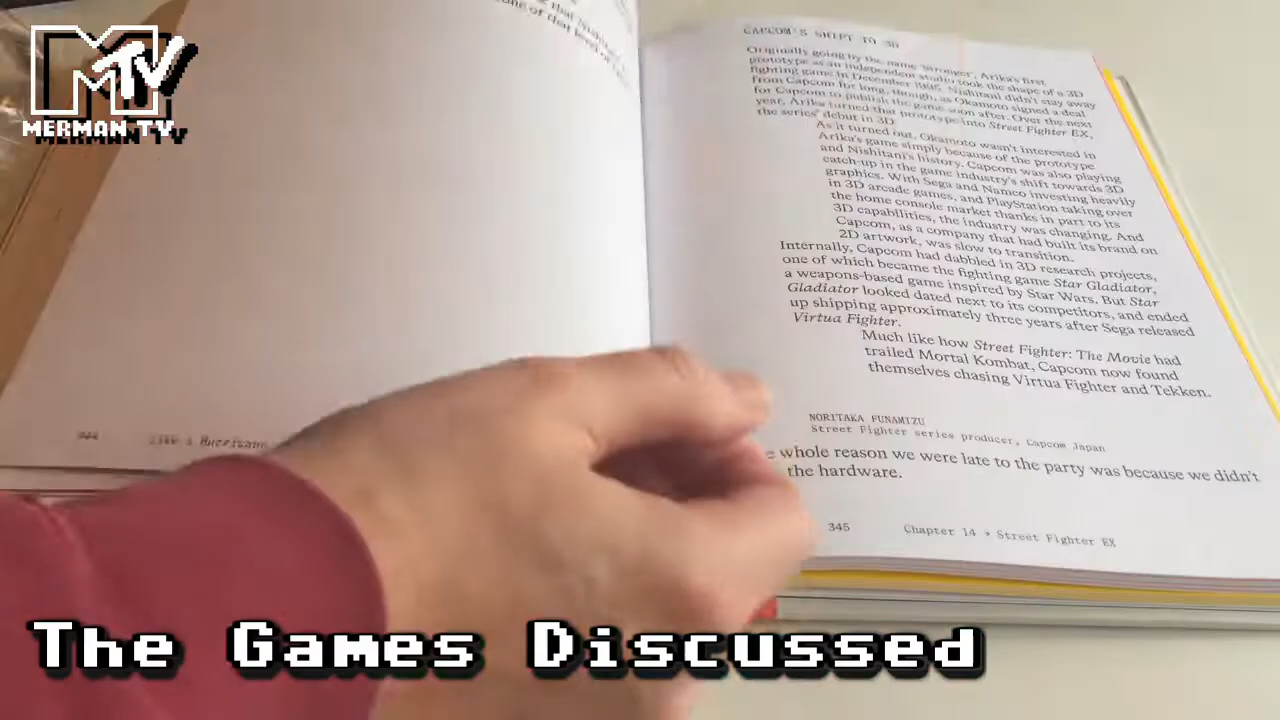 MTV
MERMAN TV
CAPCOM'S SHIFT TO 3D
Originally going by the name 'Stronger', Arika's first
prototype as an independent studio took the shape of a 3D
fighting game in December 1995. Nishitani didn't stay away
from Capcom for long, though, as Okamoto signed a deal
for Capcom to publish the game soon after. Over the next
year, Arika turned that prototype into Street Fighter EX,
the series' debut in 3D.
As it turned out, Okamoto wasn't interested in
Arika's game simply because of the prototype
and Nishitani's history. Capcom was also playing
catch-up in the game industry's shift towards 3D
graphics. With Sega and Namco investing heavily
in 3D arcade games, and PlayStation taking over
the home console market thanks in part to its
3D capabilities, the industry was changing. And
Capcom, as a company that had built its brand on
2D artwork, was slow to transition.
Internally, Capcom had dabbled in 3D research projects,
one of which became the fighting game Star Gladiator,
a weapons-based game inspired by Star Wars. But Star
Gladiator looked dated next to its competitors, and ended
up shipping approximately three years after Sega released
Virtua Fighter.
Much like how Street Fighter: The Movie had
trailed Mortal Kombat, Capcom now found
themselves chasing Virtua Fighter and Tekken.
NORITAKA FUNAMIZU
Street Fighter series producer, Capcom Japan
whole reason we were late to the party was because we didn't
the hardware.
344 Like a Hurricane
345 Chapter 14 → Street Fighter EX
The Games Discussed